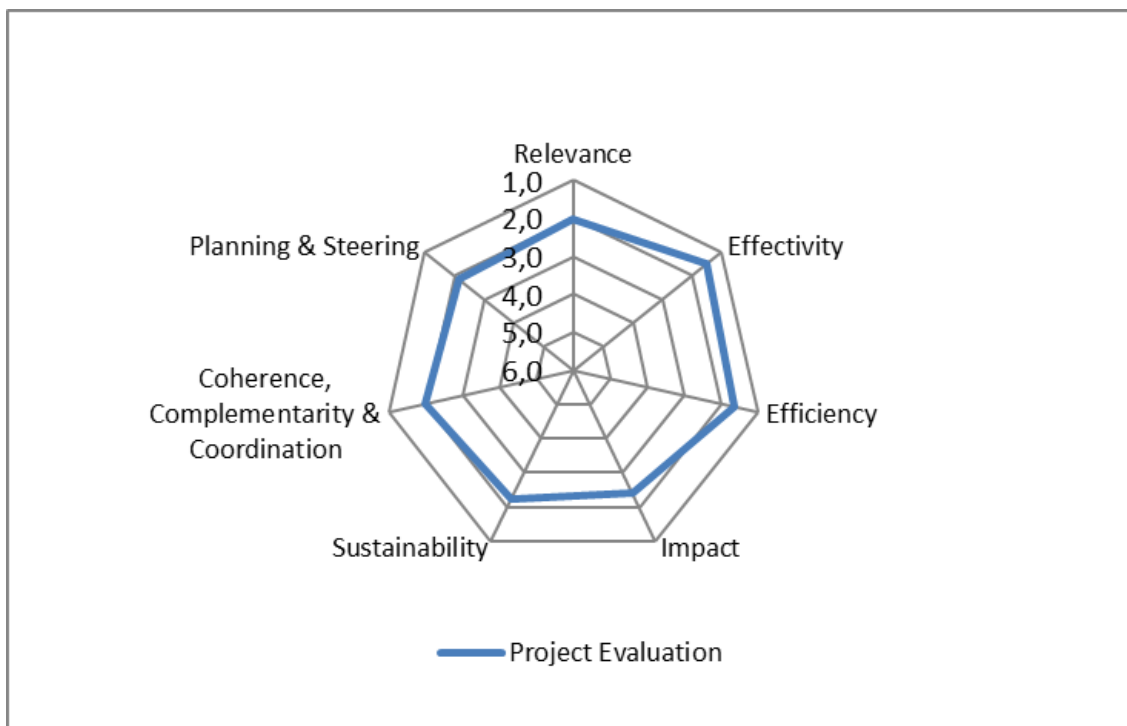 Relevance
1,0
2,0
3,0
4,0
5,0
6,0
Planning & Steering
Effectivity
Coherence,
Complementarity &
Coordination
Efficiency
Sustainability
Impact
Project Evaluation